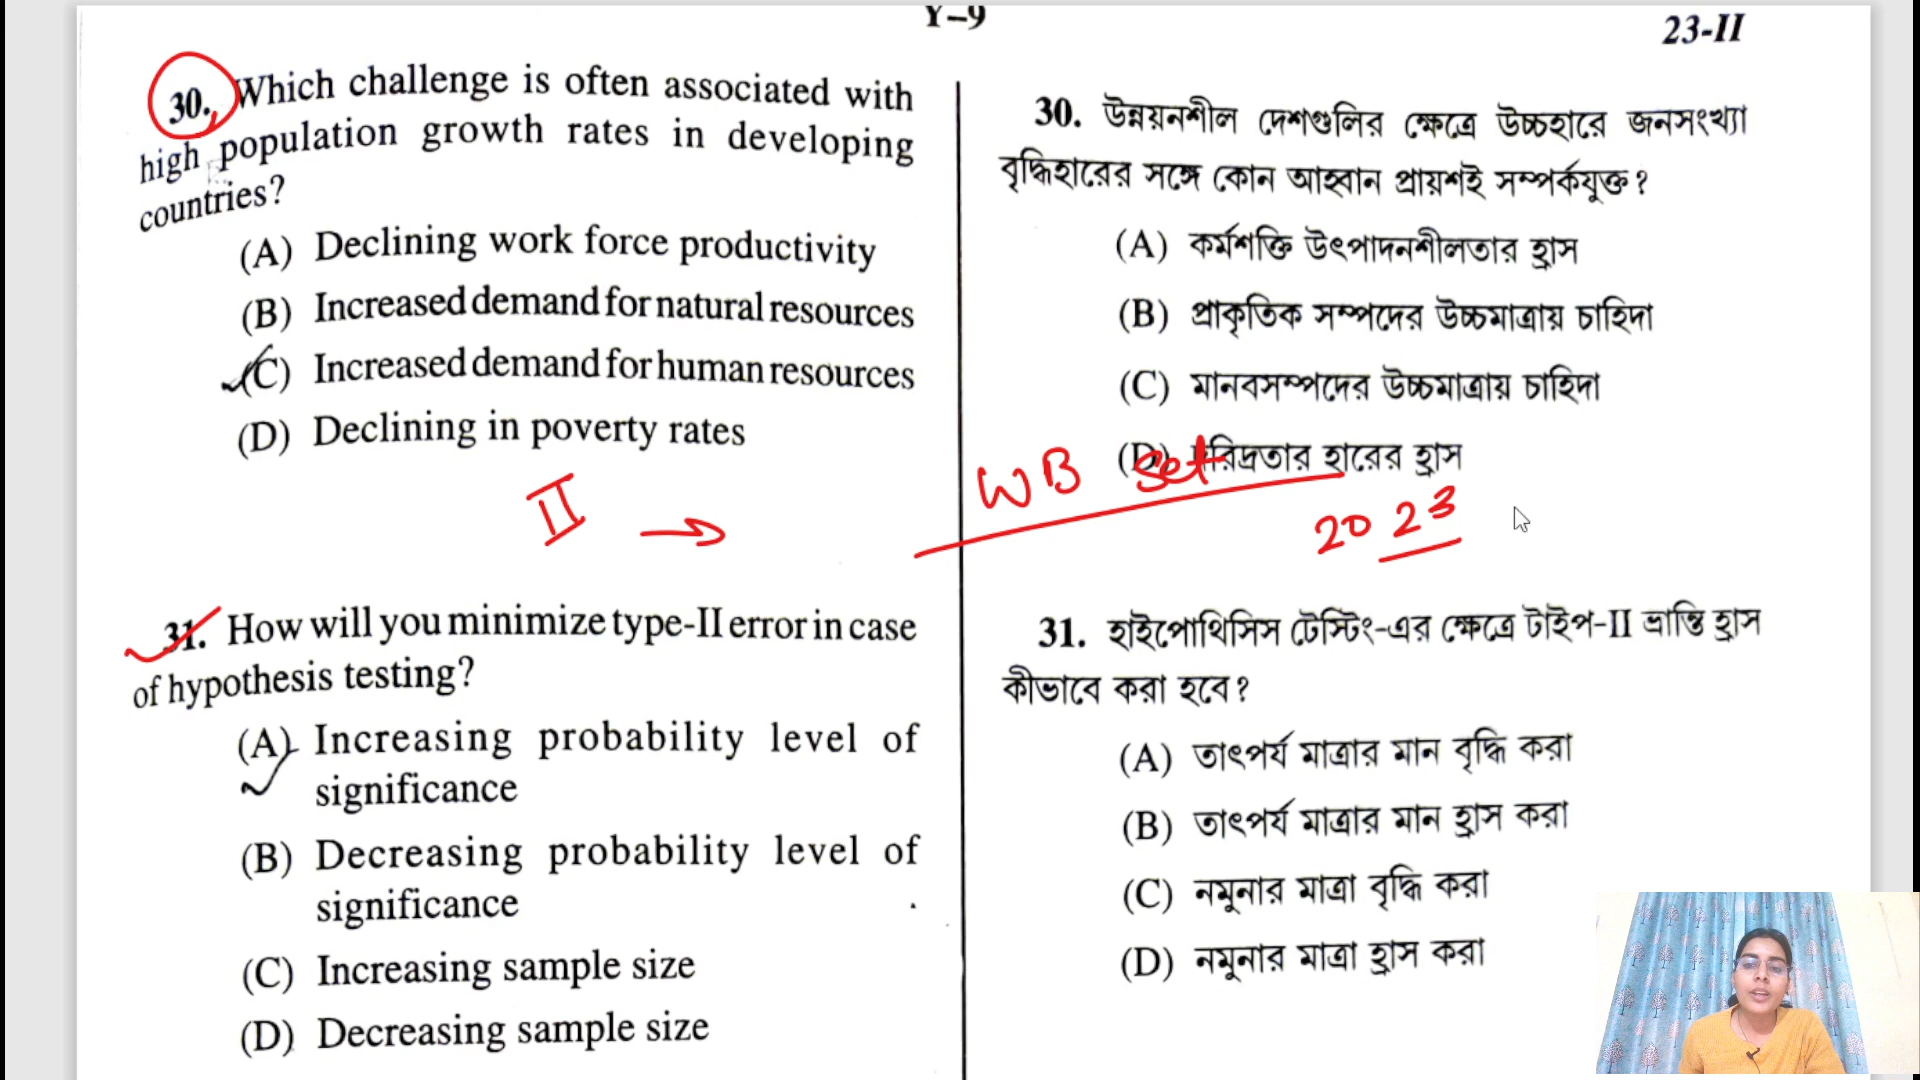 Y–9
23-II
30. Which challenge is often associated with
high population growth rates in developing
countries?
(A) Declining work force productivity
(B) Increased demand for natural resources
(C) Increased demand for human resources
(D) Declining in poverty rates
II →
31. How will you minimize type-II error in case
of hypothesis testing?
(A) Increasing probability level of
significance
(B) Decreasing probability level of
significance
(C) Increasing sample size
(D) Decreasing sample size
30. উন্নয়নশীল দেশগুলির ক্ষেত্রে উচ্চহারে জনসংখ্যা
বৃদ্ধিহারের সঙ্গে কোন আহ্বান প্রায়শই সম্পর্কযুক্ত?
(A) কর্মশক্তি উৎপাদনশীলতার হ্রাস
(B) প্রাকৃতিক সম্পদের উচ্চমাত্রায় চাহিদা
(C) মানবসম্পদের উচ্চমাত্রায় চাহিদা
(D) দরিদ্রতার হারের হ্রাস
WB Set
2023
31. হাইপোথিসিস টেস্টিং-এর ক্ষেত্রে টাইপ-II ভ্রান্তি হ্রাস
কীভাবে করা হবে?
(A) তাৎপর্য মাত্রার মান বৃদ্ধি করা
(B) তাৎপর্য মাত্রার মান হ্রাস করা
(C) নমুনার মাত্রা বৃদ্ধি করা
(D) নমুনার মাত্রা হ্রাস করা